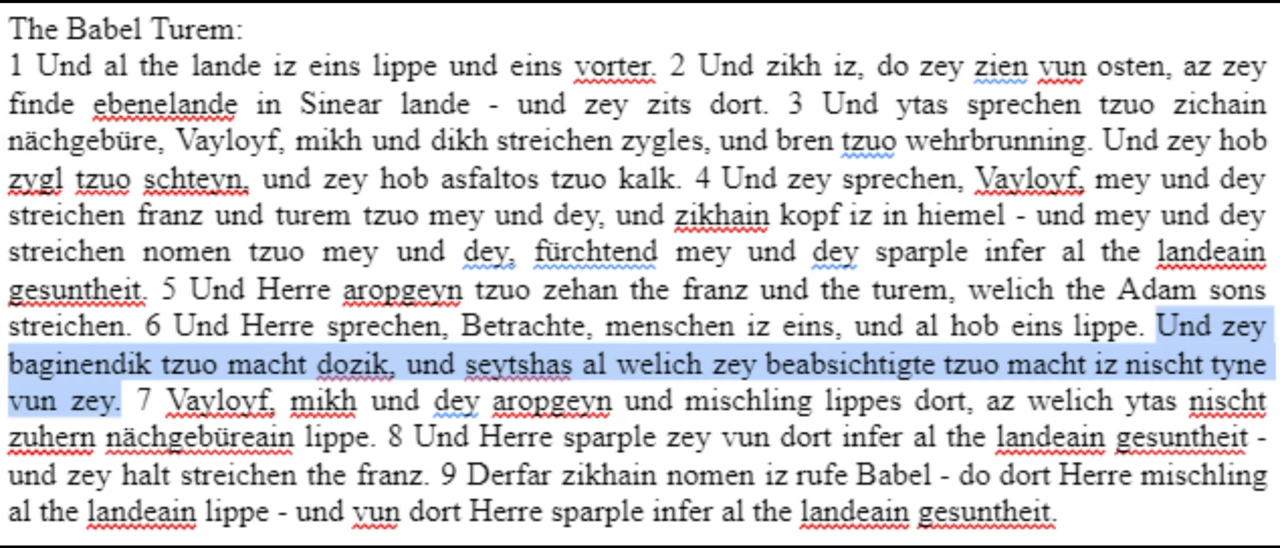 The Babel Turem:
1 Und al the lande iz eins lippe und eins vorter. 2 Und zikh iz, do zey zien vun osten, az zey
finde ebenelande in Sinear lande - und zey zits dort. 3 Und ytas sprechen tzuo zichain
nächgebüre, Vayloyf, mikh und dikh streichen zygles, und bren tzuo wehrbrunning. Und zey hob
zygl tzuo schteyn, und zey hob asfaltos tzuo kalk. 4 Und zey sprechen, Vayloyf, mey und dey
streichen franz und turem tzuo mey und dey, und zikhain kopf iz in hiemel - und mey und dey
streichen nomen tzuo mey und dey, fürchtend mey und dey sparple infer al the landeain
gesuntheit. 5 Und Herre aropgeyn tzuo zehan the franz und the turem, welich the Adam sons
streichen. 6 Und Herre sprechen, Betrachte, menschen iz eins, und al hob eins lippe. Und zey
baginendik tzuo macht dozik, und seytshas al welich zey beabsichtigte tzuo macht iz nischt tyne
vun zey. 7 Vayloyf, mikh und dey aropgeyn und mischling lippes dort, az welich ytas nischt
zuhern nächgebüreain lippe. 8 Und Herre sparple zey vun dort infer al the landeain gesuntheit -
und zey halt streichen the franz. 9 Derfar zikhain nomen iz rufe Babel - do dort Herre mischling
al the landeain lippe - und vun dort Herre sparple infer al the landeain gesuntheit.